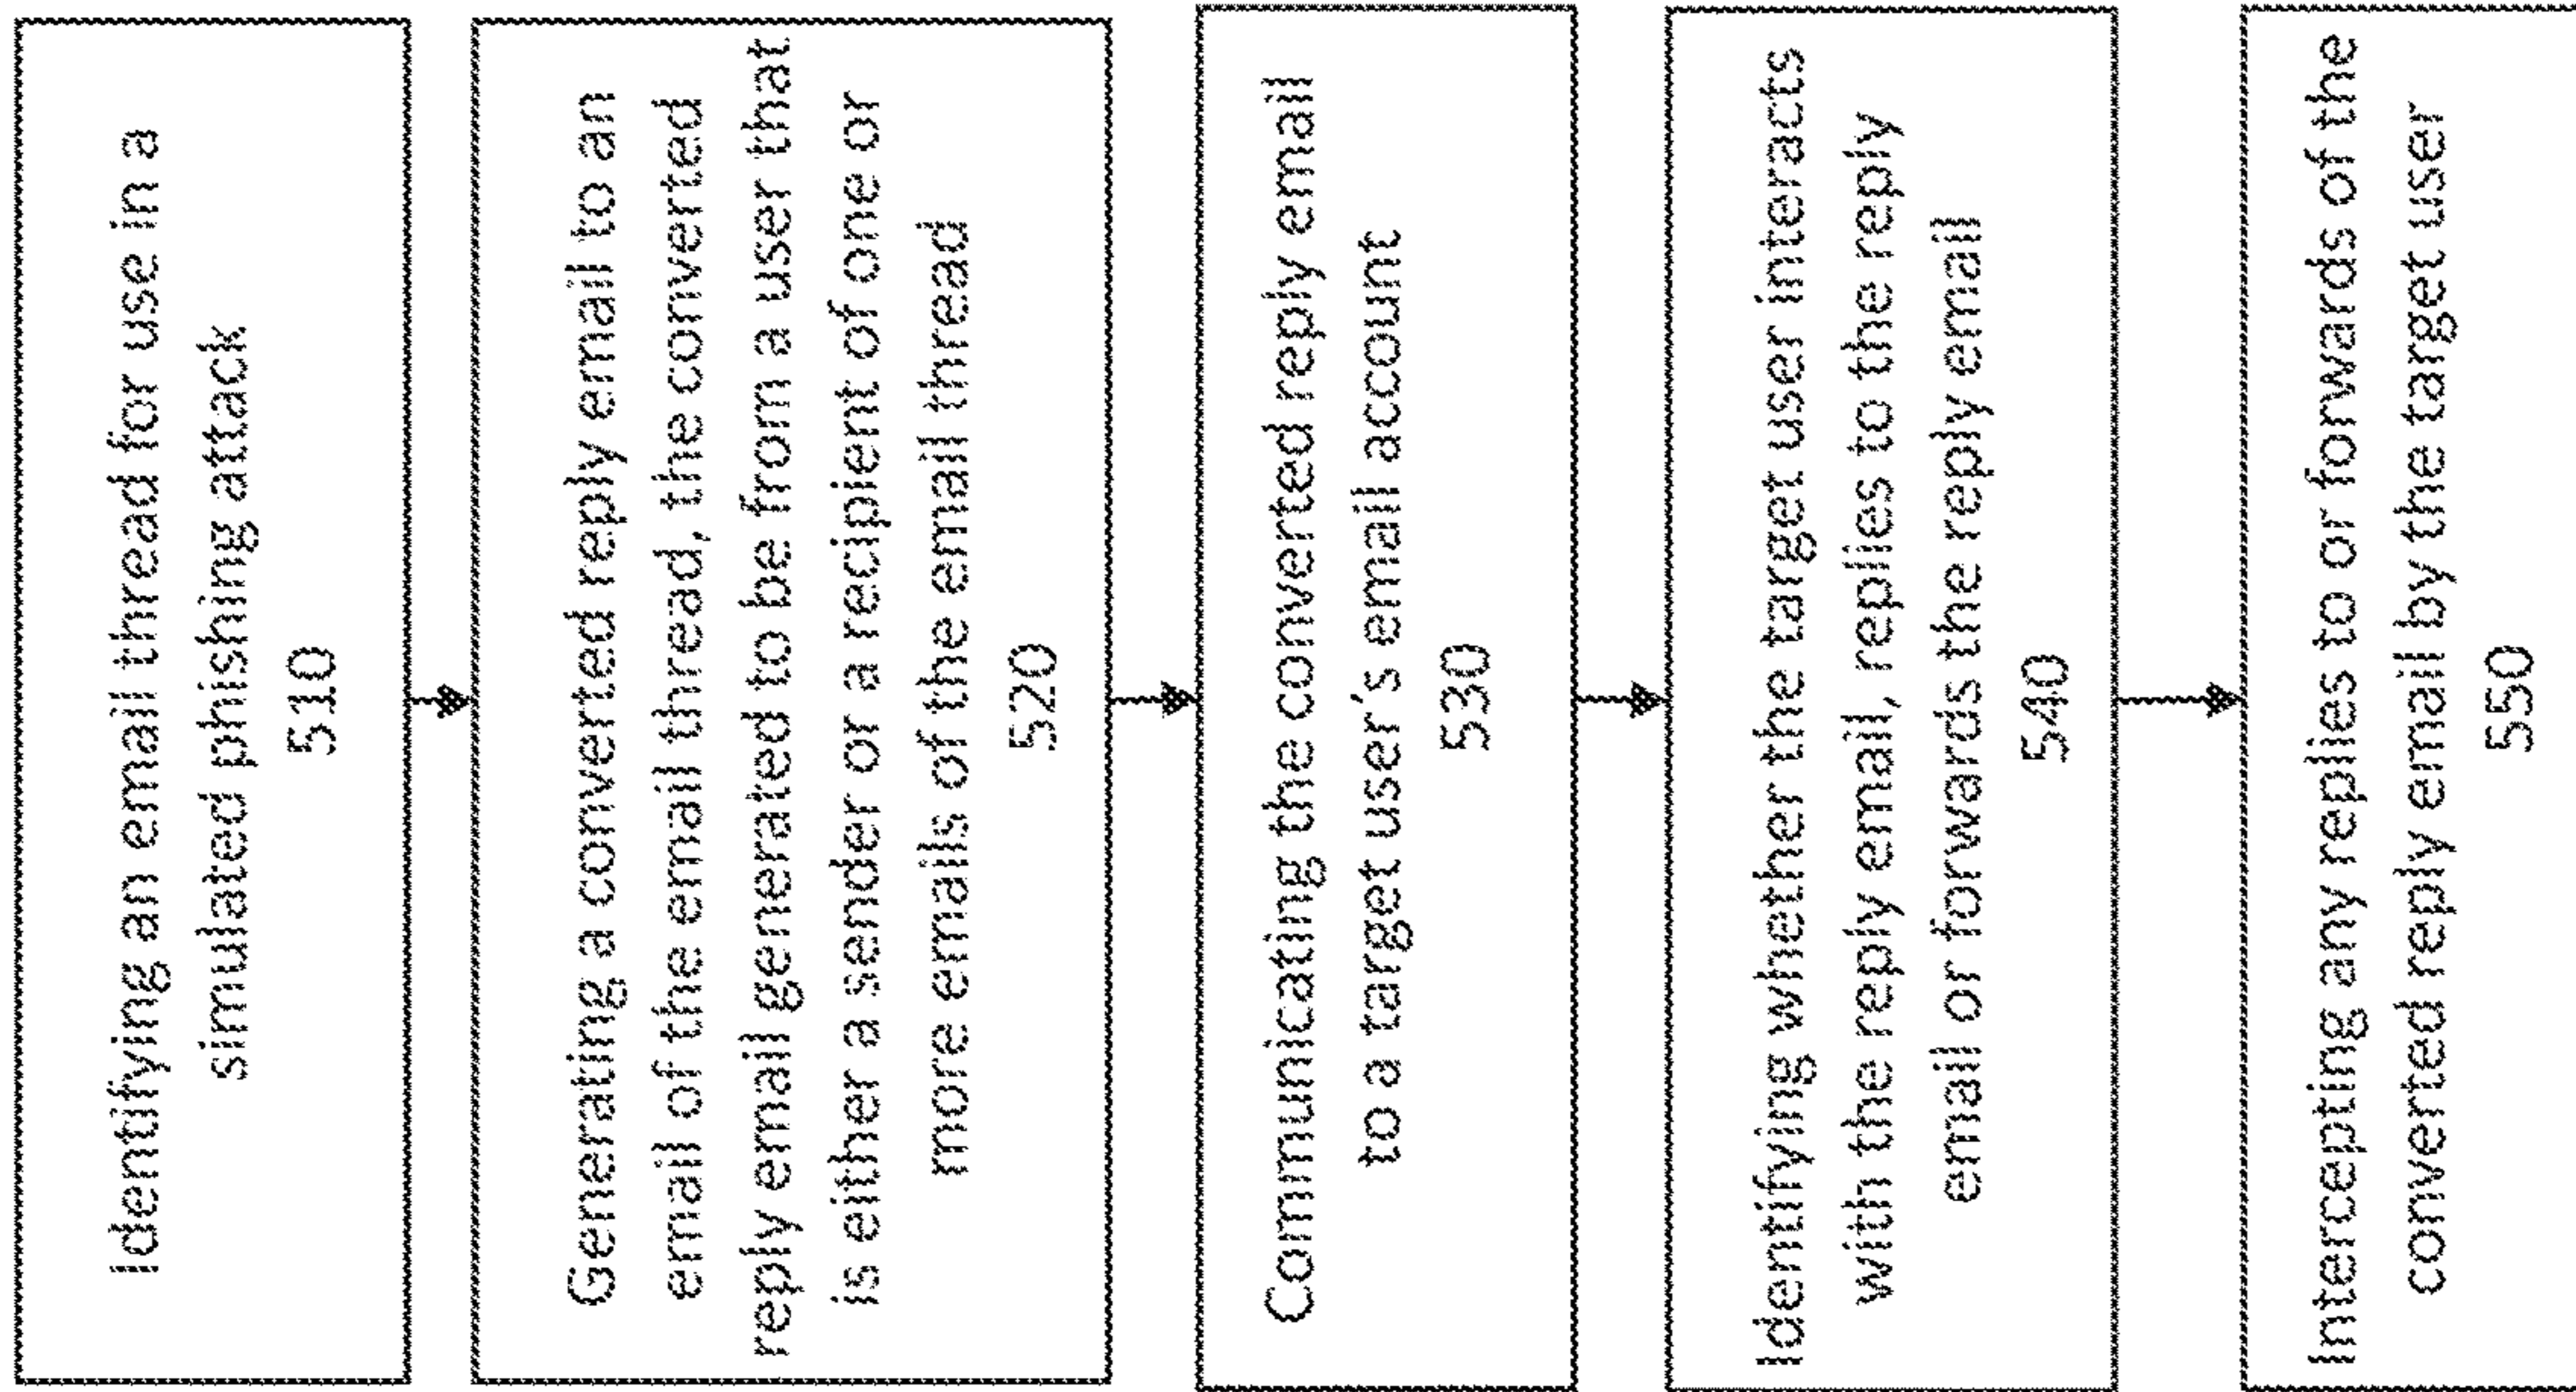 Identifying an email thread for use in a
simulated phishing attack
510
Generating a converted reply email to an
email of the email thread, the converted
reply email generated to be from a user that
is either a sender or a recipient of one or
more emails of the email thread
520
Communicating the converted reply email
to a target user's email account
530
Identifying whether the target user interacts
with the reply email, replies to the reply
email or forwards the reply email
540
Intercepting any replies to or forwards of the
converted reply email by the target user
550